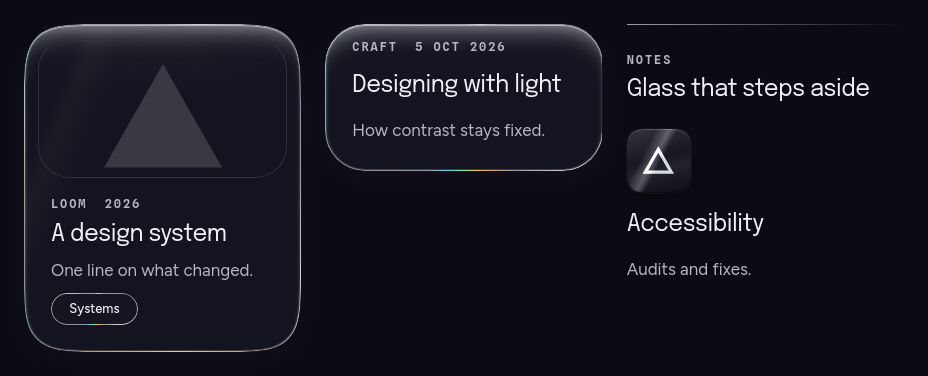 LOOM 2026
A design system
One line on what changed.
Systems
CRAFT 5 OCT 2026
Designing with light
How contrast stays fixed.
NOTES
Glass that steps aside
Accessibility
Audits and fixes.